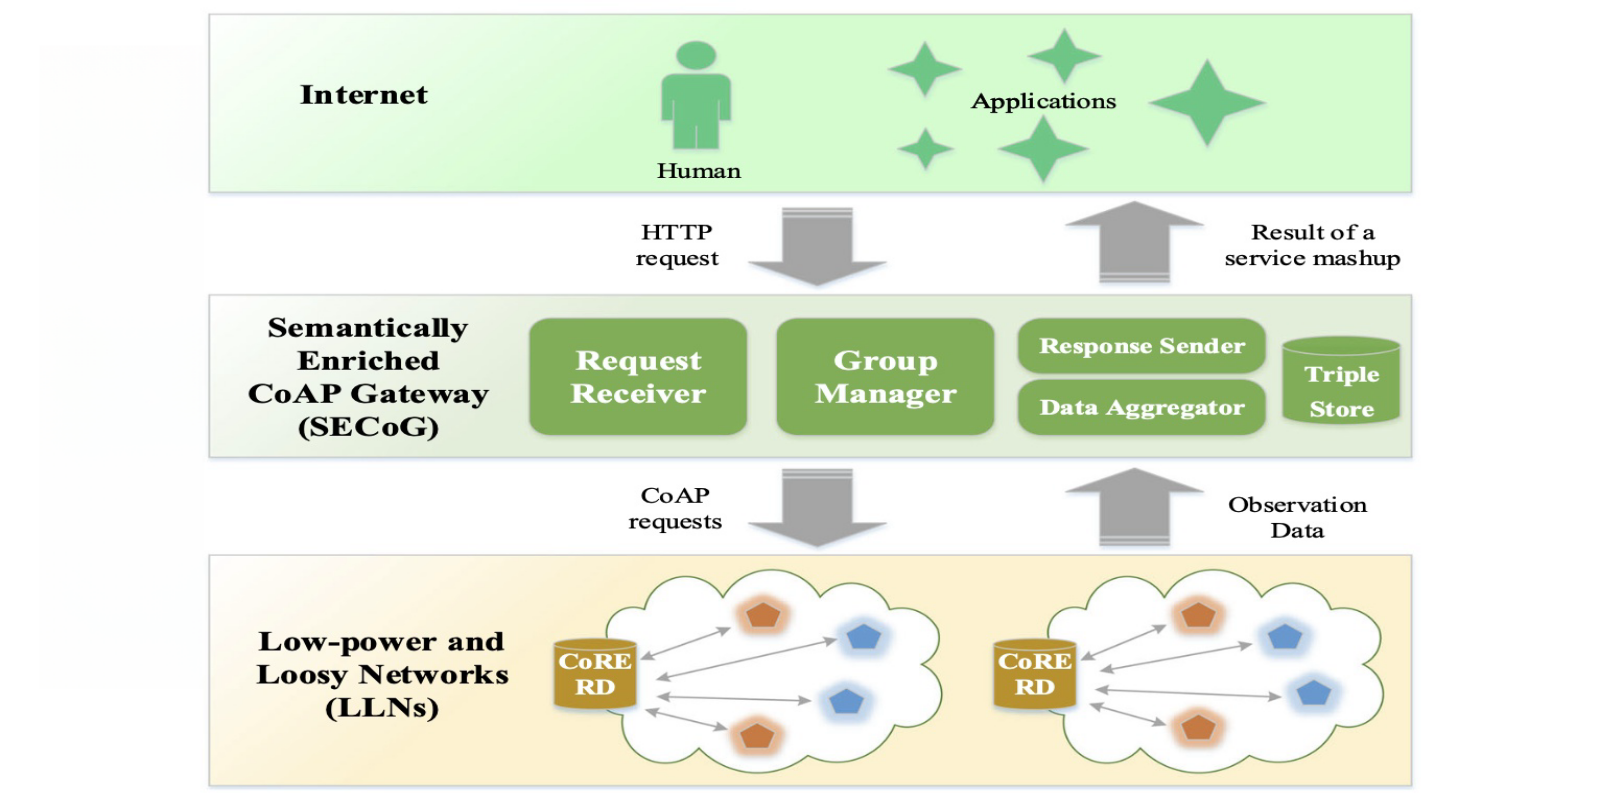 Internet
Human
Applications
HTTP
request
Result of a
service mashup
Semantically
Enriched
CoAP Gateway
(SECoG)
Request
Receiver
Group
Manager
Response Sender
Data Aggregator
Triple
Store
CoAP
requests
Observation
Data
Low-power and
Loosy Networks
(LLNs)
CoRE
RD
CoRE
RD